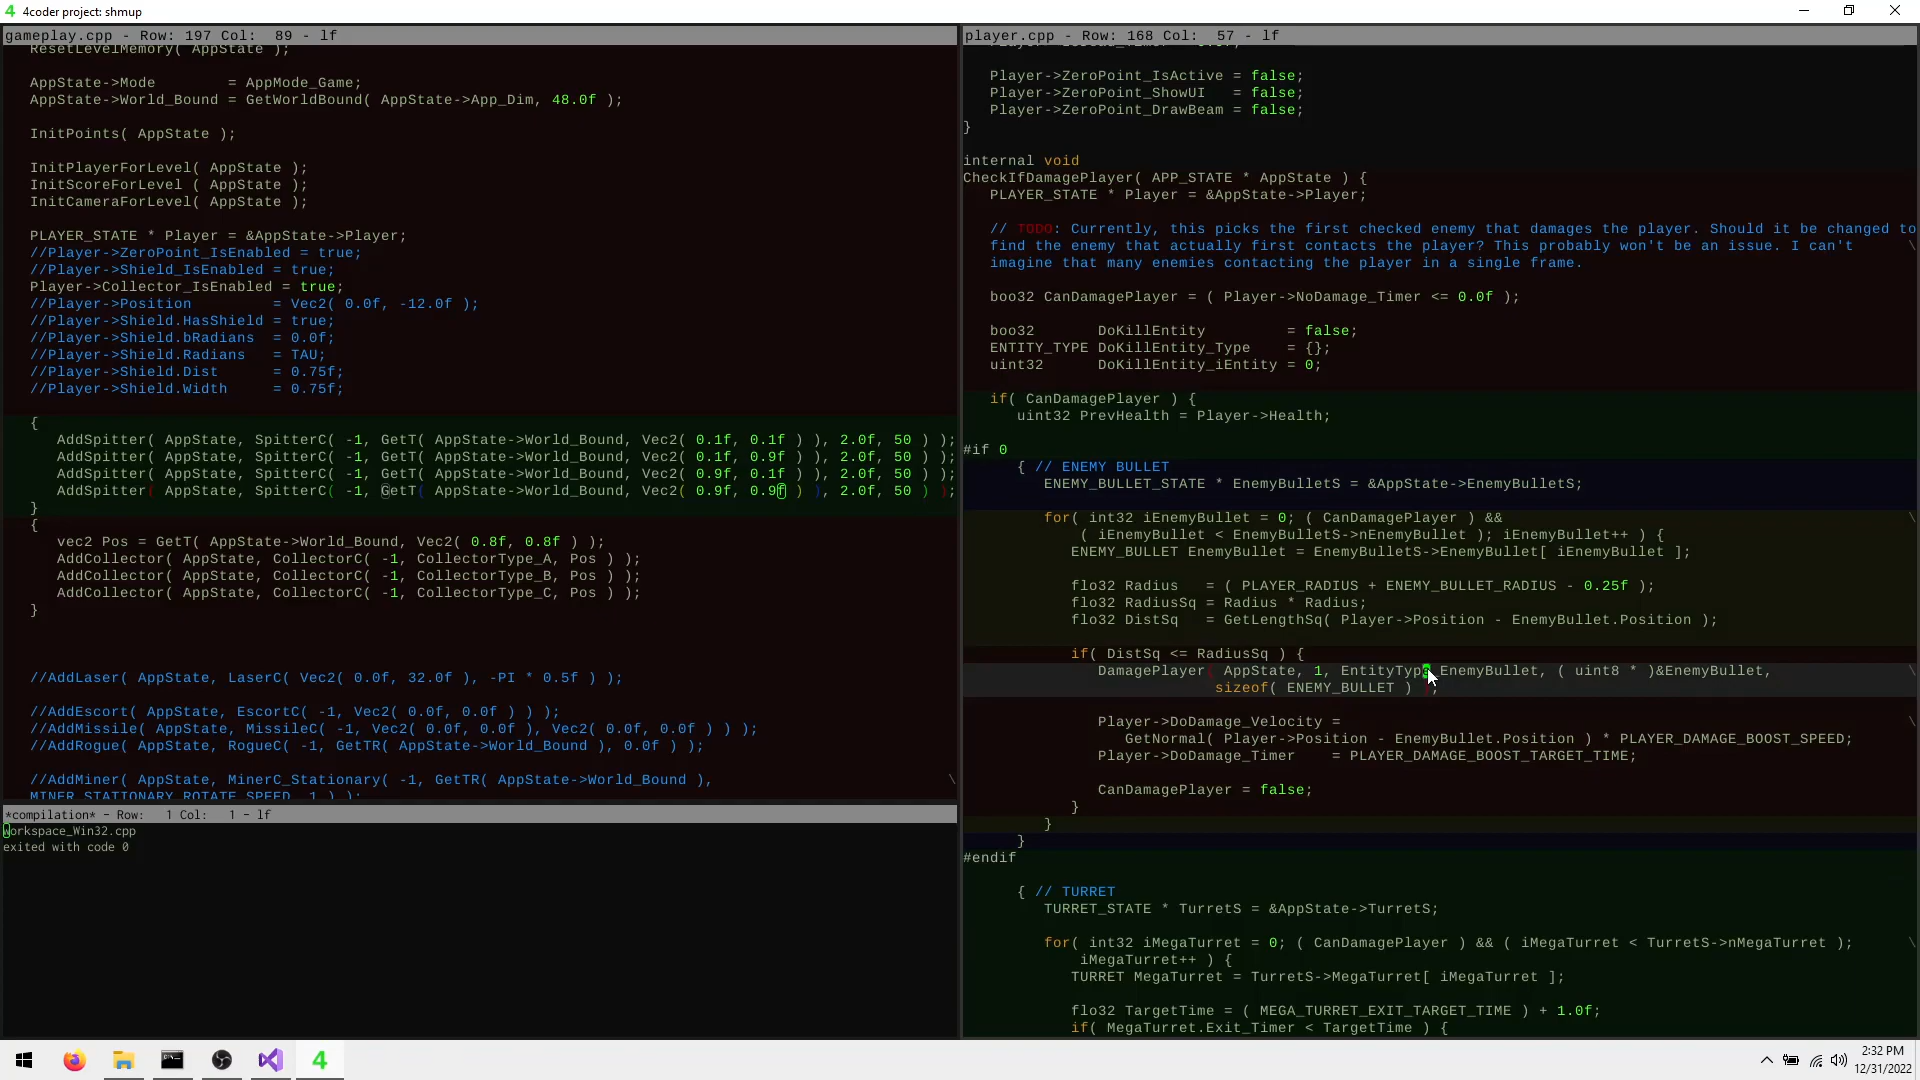 4coder project: shmup
gameplay.cpp - Row: 197 Col:  89 - lf
ResetLevelMemory( AppState );
AppState->Mode        = AppMode_Game;
AppState->World_Bound = GetWorldBound( AppState->App_Dim, 48.0f );
InitPoints( AppState );
InitPlayerForLevel( AppState );
InitScoreForLevel ( AppState );
InitCameraForLevel( AppState );
PLAYER_STATE * Player = &AppState->Player;
//Player->ZeroPoint_IsEnabled = true;
//Player->Shield_IsEnabled = true;
Player->Collector_IsEnabled = true;
//Player->Position         = Vec2( 0.0f, -12.0f );
//Player->Shield.HasShield = true;
//Player->Shield.bRadians  = 0.0f;
//Player->Shield.Radians   = TAU;
//Player->Shield.Dist      = 0.75f;
//Player->Shield.Width     = 0.75f;
{
AddSpitter( AppState, SpitterC( -1, GetT( AppState->World_Bound, Vec2( 0.1f, 0.1f ) ), 2.0f, 50 ) );
AddSpitter( AppState, SpitterC( -1, GetT( AppState->World_Bound, Vec2( 0.1f, 0.9f ) ), 2.0f, 50 ) );
AddSpitter( AppState, SpitterC( -1, GetT( AppState->World_Bound, Vec2( 0.9f, 0.1f ) ), 2.0f, 50 ) );
AddSpitter( AppState, SpitterC( -1, GetT( AppState->World_Bound, Vec2( 0.9f, 0.9f ) ), 2.0f, 50 ) );
}
{
vec2 Pos = GetT( AppState->World_Bound, Vec2( 0.8f, 0.8f ) );
AddCollector( AppState, CollectorC( -1, CollectorType_A, Pos ) );
AddCollector( AppState, CollectorC( -1, CollectorType_B, Pos ) );
AddCollector( AppState, CollectorC( -1, CollectorType_C, Pos ) );
}
//AddLaser( AppState, LaserC( Vec2( 0.0f, 32.0f ), -PI * 0.5f ) );
//AddEscort( AppState, EscortC( -1, Vec2( 0.0f, 0.0f ) ) );
//AddMissile( AppState, MissileC( -1, Vec2( 0.0f, 0.0f ), Vec2( 0.0f, 0.0f ) ) );
//AddRogue( AppState, RogueC( -1, GetTR( AppState->World_Bound ), 0.0f ) );
//AddMiner( AppState, MinerC_Stationary( -1, GetTR( AppState->World_Bound ), \
MINER_STATIONARY_ROTATE_SPEED, 1 ) );
*compilation* - Row:   1 Col:   1 - lf
workspace_Win32.cpp
exited with code 0
player.cpp - Row: 168 Col:  57 - lf
Player->ZeroPoint_IsActive = false;
Player->ZeroPoint_ShowUI   = false;
Player->ZeroPoint_DrawBeam = false;
}
internal void
CheckIfDamagePlayer( APP_STATE * AppState ) {
PLAYER_STATE * Player = &AppState->Player;
// TODO: Currently, this picks the first checked enemy that damages the player. Should it be changed to
find the enemy that actually first contacts the player? This probably won't be an issue. I can't \
imagine that many enemies contacting the player in a single frame.
boo32 CanDamagePlayer = ( Player->NoDamage_Timer <= 0.0f );
boo32       DoKillEntity         = false;
ENTITY_TYPE DoKillEntity_Type    = {};
uint32      DoKillEntity_iEntity = 0;
if( CanDamagePlayer ) {
uint32 PrevHealth = Player->Health;
#if 0
{ // ENEMY BULLET
ENEMY_BULLET_STATE * EnemyBulletS = &AppState->EnemyBulletS;
for( int32 iEnemyBullet = 0; ( CanDamagePlayer ) && \
( iEnemyBullet < EnemyBulletS->nEnemyBullet ); iEnemyBullet++ ) {
ENEMY_BULLET EnemyBullet = EnemyBulletS->EnemyBullet[ iEnemyBullet ];
flo32 Radius   = ( PLAYER_RADIUS + ENEMY_BULLET_RADIUS - 0.25f );
flo32 RadiusSq = Radius * Radius;
flo32 DistSq   = GetLengthSq( Player->Position - EnemyBullet.Position );
if( DistSq <= RadiusSq ) {
DamagePlayer( AppState, 1, EntityType_EnemyBullet, ( uint8 * )&EnemyBullet, \
sizeof( ENEMY_BULLET ) );
Player->DoDamage_Velocity = \
GetNormal( Player->Position - EnemyBullet.Position ) * PLAYER_DAMAGE_BOOST_SPEED;
Player->DoDamage_Timer    = PLAYER_DAMAGE_BOOST_TARGET_TIME;
CanDamagePlayer = false;
}
}
}
#endif
{ // TURRET
TURRET_STATE * TurretS = &AppState->TurretS;
for( int32 iMegaTurret = 0; ( CanDamagePlayer ) && ( iMegaTurret < TurretS->nMegaTurret ); \
iMegaTurret++ ) {
TURRET MegaTurret = TurretS->MegaTurret[ iMegaTurret ];
flo32 TargetTime = ( MEGA_TURRET_EXIT_TARGET_TIME ) + 1.0f;
if( MegaTurret.Exit_Timer < TargetTime ) {
2:32 PM
12/31/2022